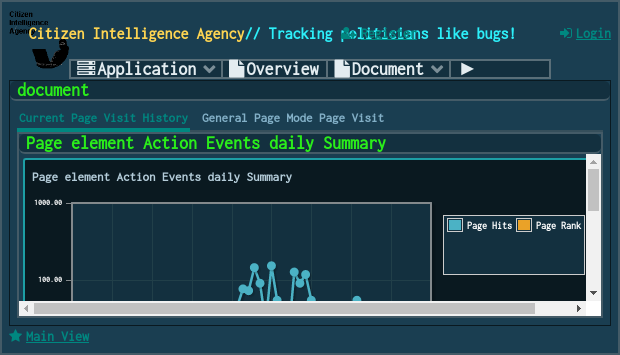 Citizen
Intelligence
Agency
Citizen Intelligence Agency// Tracking politicians like bugs!
Login
Application
Overview
Document
document
Current Page Visit History
General Page Mode Page Visit
Page element Action Events daily Summary
Page element Action Events daily Summary
1000.00
Page Hits
Page Rank
100.00
Main View